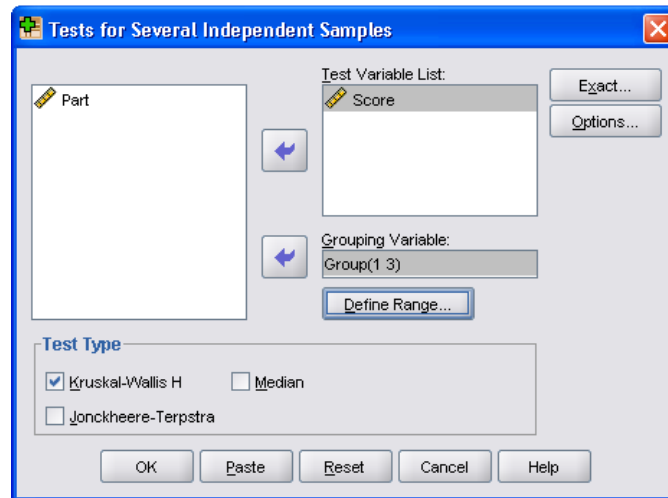 Tests for Several Independent Samples
Part
Test Variable List:
Score
Exact...
Options...
Grouping Variable:
Group(1 3)
Define Range...
Test Type
Kruskal-Wallis H
Median
Jonckheere-Terpstra
OK
Paste
Reset
Cancel
Help